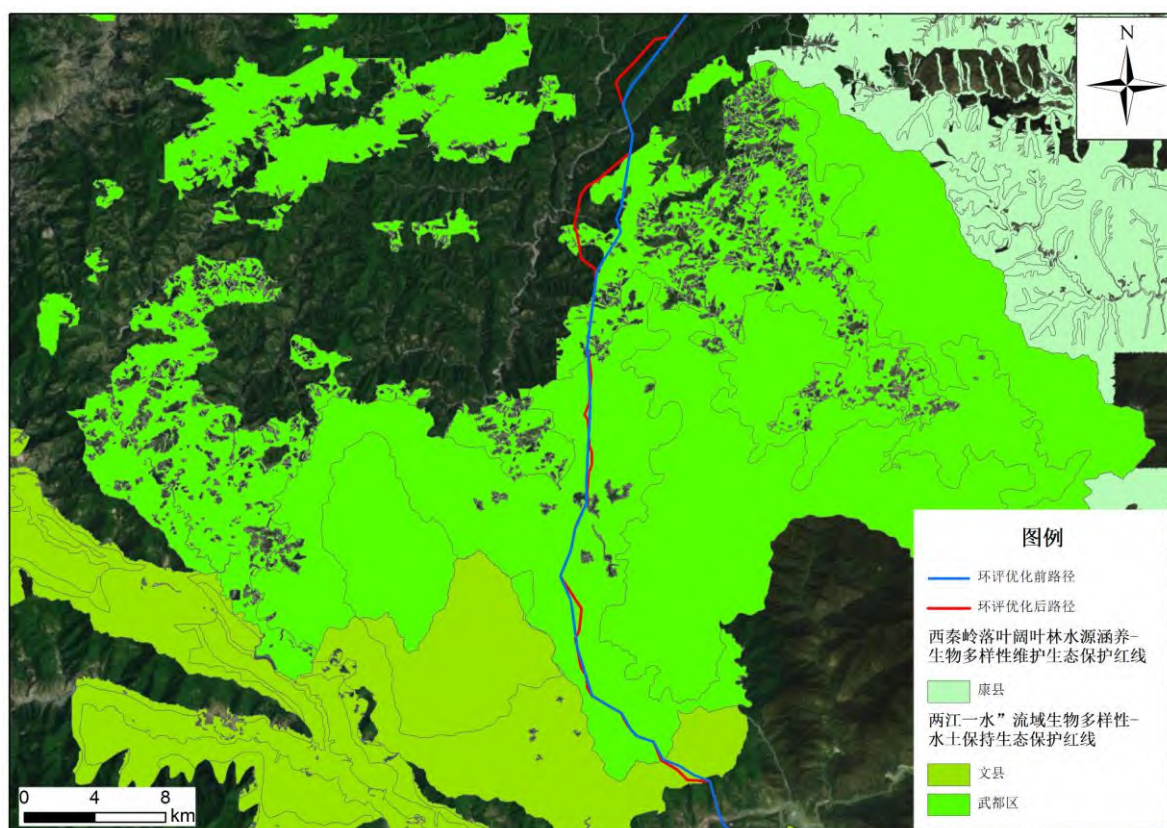 N
图例
环评优化前路径
环评优化后路径
西秦岭落叶阔叶林水源涵养-
生物多样性维护生态保护红线
康县
两江一水”流域生物多样性-
水土保持生态保护红线
文县
武都区
0 4 8
km